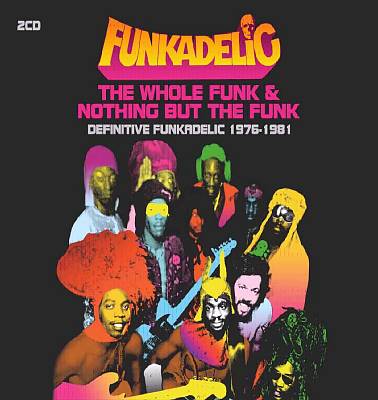 2CD
FUNKADELIC
THE WHOLE FUNK &
NOTHING BUT THE FUNK
DEFINITIVE FUNKADELIC 1976-1981